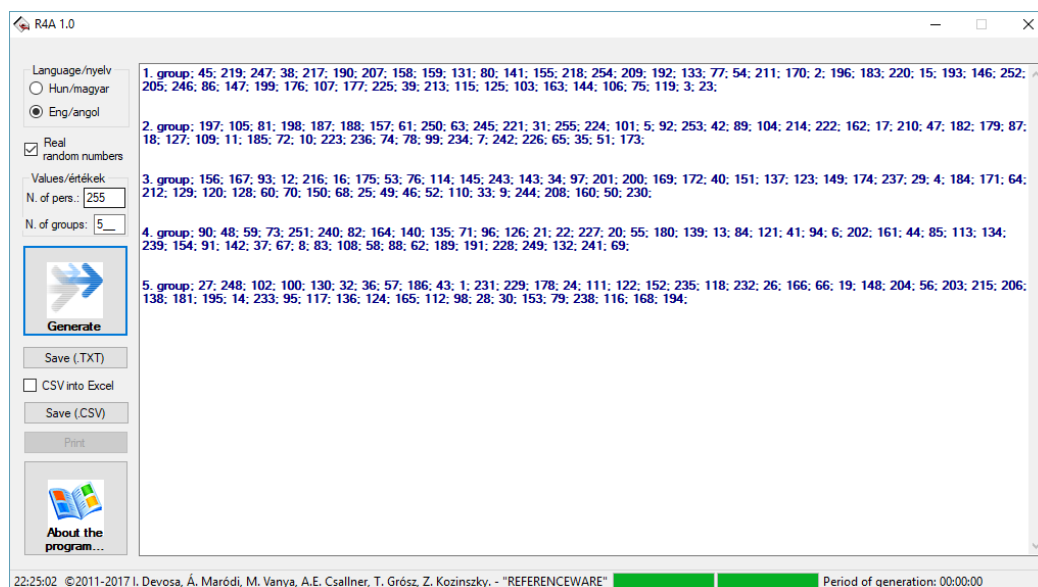 R4A 1.0
Language/nyelv
Hun/magyar
Eng/angol
Real
random numbers
Values/értékek
N. of pers.: 255
N. of groups: 5__
Generate
Save (.TXT)
CSV into Excel
Save (.CSV)
Print
About the
program...
1. group; 45; 219; 247; 38; 217; 190; 207; 158; 159; 131; 80; 141; 155; 218; 254; 209; 192; 133; 77; 54; 211; 170; 2; 196; 183; 220; 15; 193; 146; 252;
205; 246; 86; 147; 199; 176; 107; 177; 225; 39; 213; 115; 125; 103; 163; 144; 106; 75; 119; 3; 23;
2. group; 197; 105; 81; 198; 187; 188; 157; 61; 250; 63; 245; 221; 31; 255; 224; 101; 5; 92; 253; 42; 89; 104; 214; 222; 162; 17; 210; 47; 182; 179; 87;
18; 127; 109; 11; 185; 72; 10; 223; 236; 74; 78; 99; 234; 7; 242; 226; 65; 35; 51; 173;
3. group; 156; 167; 93; 12; 216; 16; 175; 53; 76; 114; 145; 243; 143; 34; 97; 201; 200; 169; 172; 40; 151; 137; 123; 149; 174; 237; 29; 4; 184; 171; 64;
212; 129; 120; 128; 60; 70; 150; 68; 25; 49; 46; 52; 110; 33; 9; 244; 208; 160; 50; 230;
4. group; 90; 48; 59; 73; 251; 240; 82; 164; 140; 135; 71; 96; 126; 21; 22; 227; 20; 55; 180; 139; 13; 84; 121; 41; 94; 6; 202; 161; 44; 85; 113; 134;
239; 154; 91; 142; 37; 67; 8; 83; 108; 58; 88; 62; 189; 191; 228; 249; 132; 241; 69;
5. group; 27; 248; 102; 100; 130; 32; 36; 57; 186; 43; 1; 231; 229; 178; 24; 111; 122; 152; 235; 118; 232; 26; 166; 66; 19; 148; 204; 56; 203; 215; 206;
138; 181; 195; 14; 233; 95; 117; 136; 124; 165; 112; 98; 28; 30; 153; 79; 238; 116; 168; 194;
22:25:02 ©2011-2017 I. Devosa, Á. Maródi, M. Vanya, A.E. Csallner, T. Grósz, Z. Kozinszky. - "REFERENCEWARE" Period of generation: 00:00:00